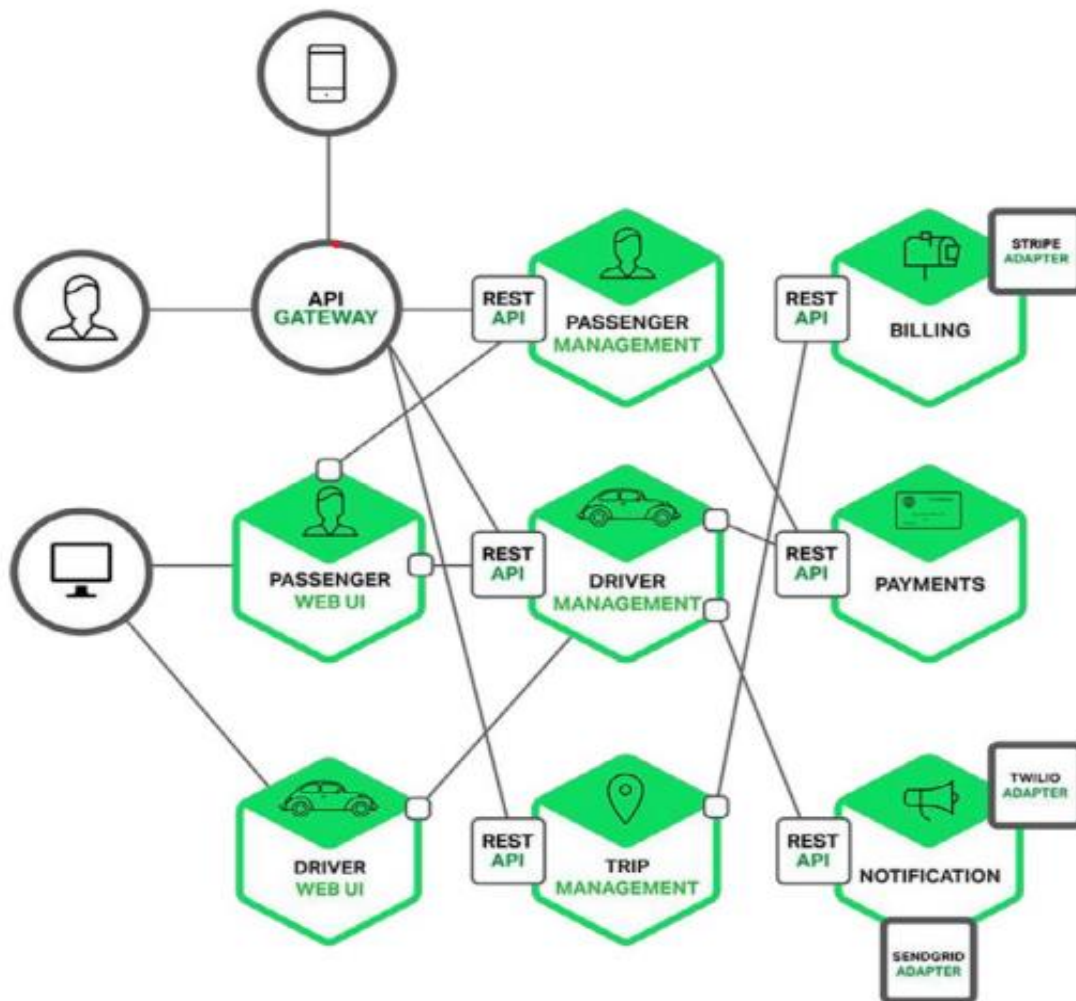 API
GATEWAY
REST
API
PASSENGER
MANAGEMENT
REST
API
BILLING
STRIPE
ADAPTER
PASSENGER
WEB UI
REST
API
DRIVER
MANAGEMENT
REST
API
PAYMENTS
DRIVER
WEB UI
REST
API
TRIP
MANAGEMENT
REST
API
NOTIFICATION
TWILIO
ADAPTER
SENDGRID
ADAPTER